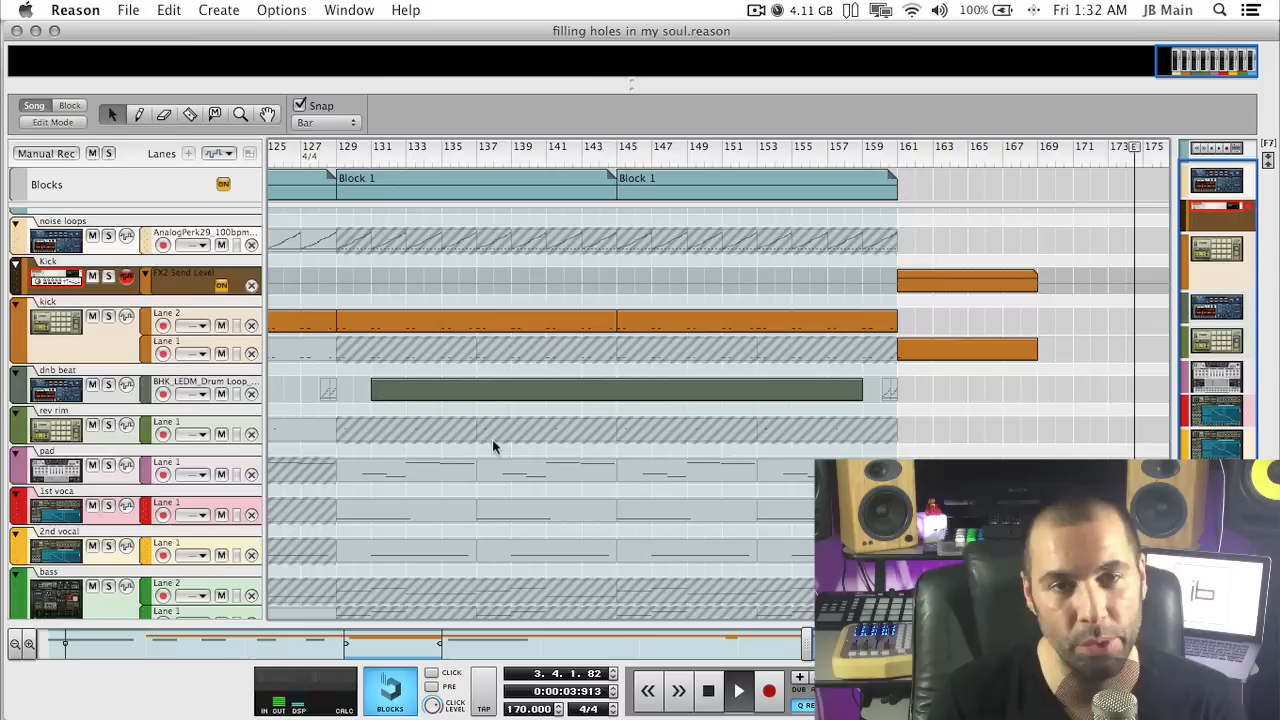 Reason File Edit Create Options Window Help 4.11 GB 100% Fri 1:32 AM JB Main
filling holes in my soul.reason
Song Block
Edit Mode
Snap
Bar
Manual Rec M S Lanes
125 127 129 131 133 135 137 139 141 143 145 147 149 151 153 155 157 159 161 163 165 167 169 171 173 E 175
4/4
[F7]
Blocks ON
Block 1 Block 1
noise loops
M S AnalogPerk29_100bpm...
M
Kick
M S FX2 Send Level
ON
kick
M S Lane 2
M
Lane 1
M
dnb beat
M S BHK_LEDM_Drum Loop_...
M
rev rim
M S Lane 1
M
pad
M S Lane 1
M
1st voca
M S Lane 1
M
2nd vocal
M S Lane 1
M
bass
M S Lane 2
M
Lane 1
IN OUT DSP CALC
BLOCKS
CLICK
PRE
CLICK LEVEL
TAP
3. 4. 1. 82
0:00:03:913
170.000 4/4
DUB
jb